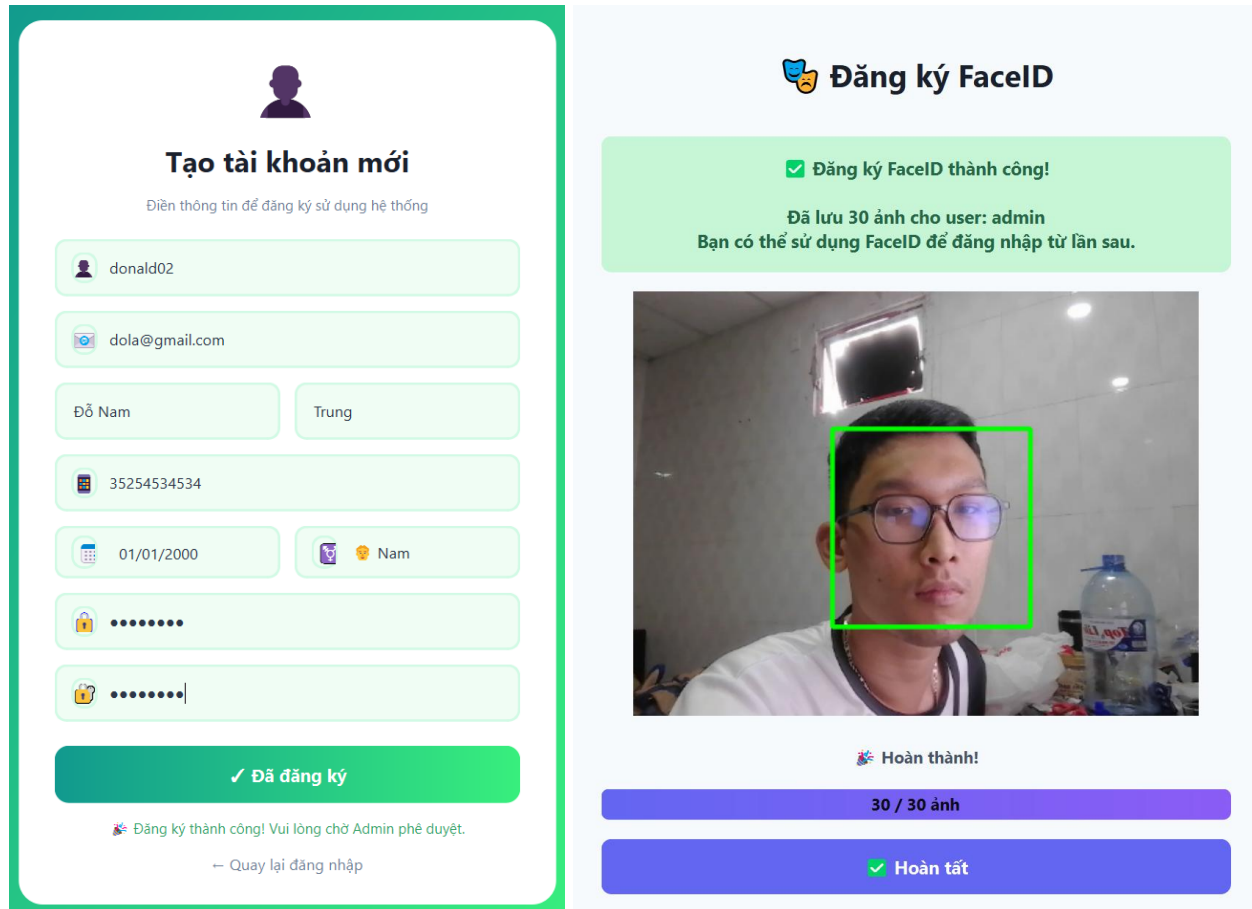 Tạo tài khoản mới
Điền thông tin để đăng ký sử dụng hệ thống
donald02
dola@gmail.com
Đỗ Nam
Trung
35254534534
01/01/2000
Nam
••••••••
••••••••
✓ Đã đăng ký
🎉 Đăng ký thành công! Vui lòng chờ Admin phê duyệt.
← Quay lại đăng nhập
🎭 Đăng ký FaceID
✅ Đăng ký FaceID thành công!
Đã lưu 30 ảnh cho user: admin
Bạn có thể sử dụng FaceID để đăng nhập từ lần sau.
🎉 Hoàn thành!
30 / 30 ảnh
✅ Hoàn tất